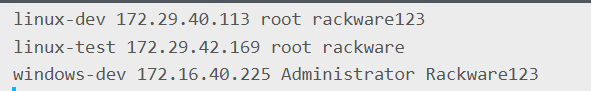 linux-dev 172.29.40.113 root rackware123
linux-test 172.29.42.169 root rackware
windows-dev 172.16.40.225 Administrator Rackware123